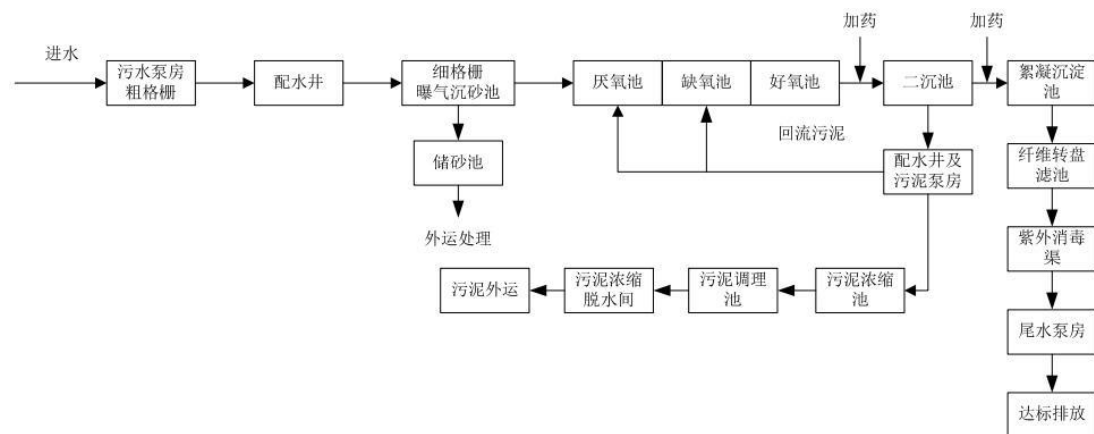 加药
加药
进水
污水泵房
粗格栅
配水井
细格栅
曝气沉砂池
厌氧池
缺氧池
好氧池
二沉池
絮凝沉淀
池
回流污泥
储砂池
配水井及
污泥泵房
纤维转盘
滤池
外运处理
紫外消毒
渠
污泥外运
污泥浓缩
脱水间
污泥调理
池
污泥浓缩
池
尾水泵房
达标排放